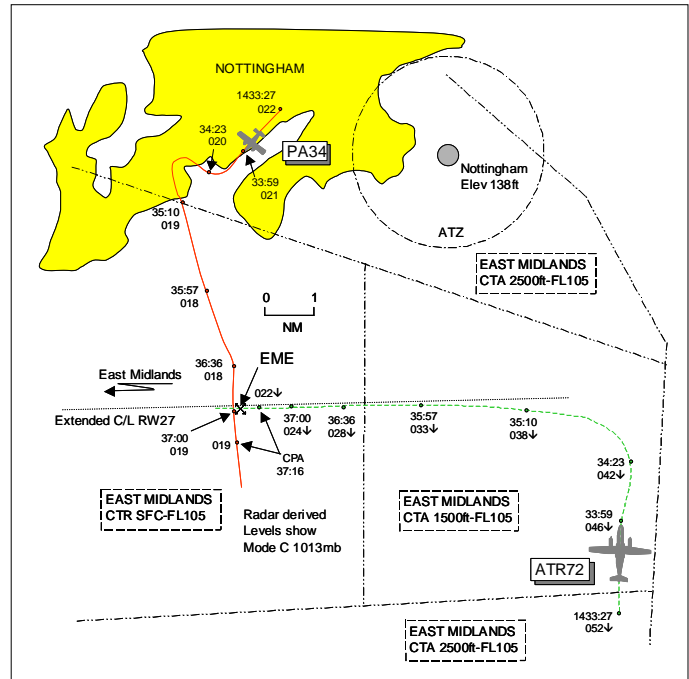 NOTTINGHAM
1433:27
022
34:23
020
PA34
33:59
021
Nottingham
Elev 138ft
ATZ
35:10
019
EAST MIDLANDS
CTA 2500ft-FL105
35:57
018
0 1
NM
36:36
018
EME
East Midlands
022↓
Extended C/L RW27
37:00
019
019
CPA
37:16
37:00
024↓
36:36
028↓
35:57
033↓
35:10
038↓
34:23
042↓
33:59
046↓
EAST MIDLANDS
CTR SFC-FL105
Radar derived
Levels show
Mode C 1013mb
EAST MIDLANDS
CTA 1500ft-FL105
ATR72
1433:27
052↓
EAST MIDLANDS
CTA 2500ft-FL105